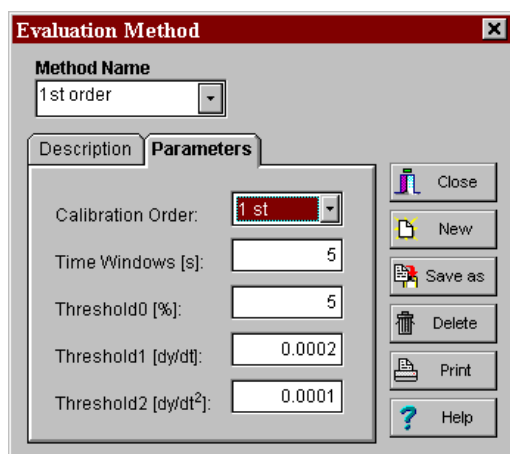 Evaluation Method
Method Name
1st order
Description Parameters
Calibration Order: 1 st
Time Windows [s]: 5
Threshold0 [%]: 5
Threshold1 [dy/dt]: 0.0002
Threshold2 [dy/dt²]: 0.0001
Close
New
Save as
Delete
Print
Help